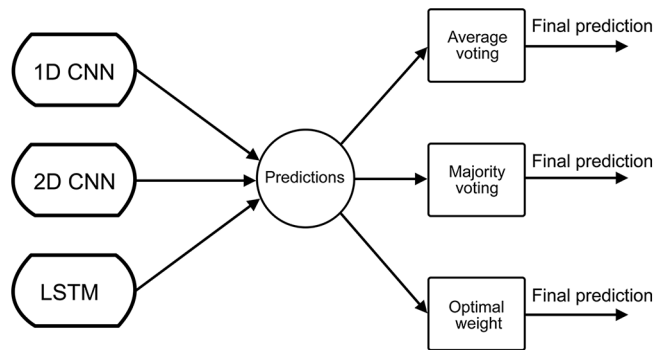 1D CNN
2D CNN
LSTM
Predictions
Average
voting
Final prediction
Majority
voting
Final prediction
Optimal
weight
Final prediction